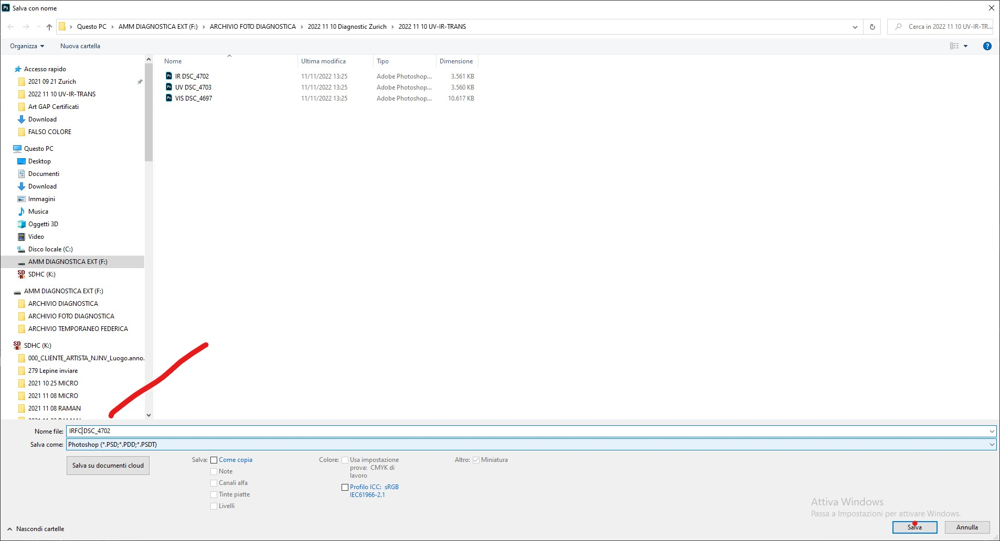 Ps Salva con nome
Questo PC > AMM DIAGNOSTICA EXT (F:) > ARCHIVIO FOTO DIAGNOSTICA > 2022 11 10 Diagnostic Zurich > 2022 11 10 UV-IR-TRANS
Cerca in 2022 11 10 UV-IR-TR...
Organizza
Nuova cartella
?
Accesso rapido
2021 09 21 Zurich
2022 11 10 UV-IR-TRANS
Art GAP Certificati
Download
FALSO COLORE
Questo PC
Desktop
Documenti
Download
Immagini
Musica
Oggetti 3D
Video
Disco locale (C:)
AMM DIAGNOSTICA EXT (F:)
SDHC (K:)
AMM DIAGNOSTICA EXT (F:)
ARCHIVIO DIAGNOSTICA
ARCHIVIO FOTO DIAGNOSTICA
ARCHIVIO TEMPORANEO FEDERICA
SDHC (K:)
000_CLIENTE_ARTISTA_N.INV_Luogo.anno.
279 Lepine inviare
2021 10 25 MICRO
2021 11 08 MICRO
2021 11 08 RAMAN
Nome Ultima modifica Tipo Dimensione
IR DSC_4702 11/11/2022 13:25 Adobe Photoshop... 3.561 KB
UV DSC_4703 11/11/2022 13:25 Adobe Photoshop... 3.560 KB
VIS DSC_4697 11/11/2022 13:25 Adobe Photoshop... 10.617 KB
Nome file: IRFC DSC_4702
Salva come: Photoshop (*.PSD;*.PDD;*.PSDT)
Salva su documenti cloud
Salva: Come copia
Note
Canali alfa
Tinte piatte
Livelli
Colore: Usa impostazione
prova: CMYK di
lavoro
Profilo ICC: sRGB
IEC61966-2.1
Altro: Miniatura
Attiva Windows
Passa a Impostazioni per attivare Windows.
Nascondi cartelle
Salva
Annulla